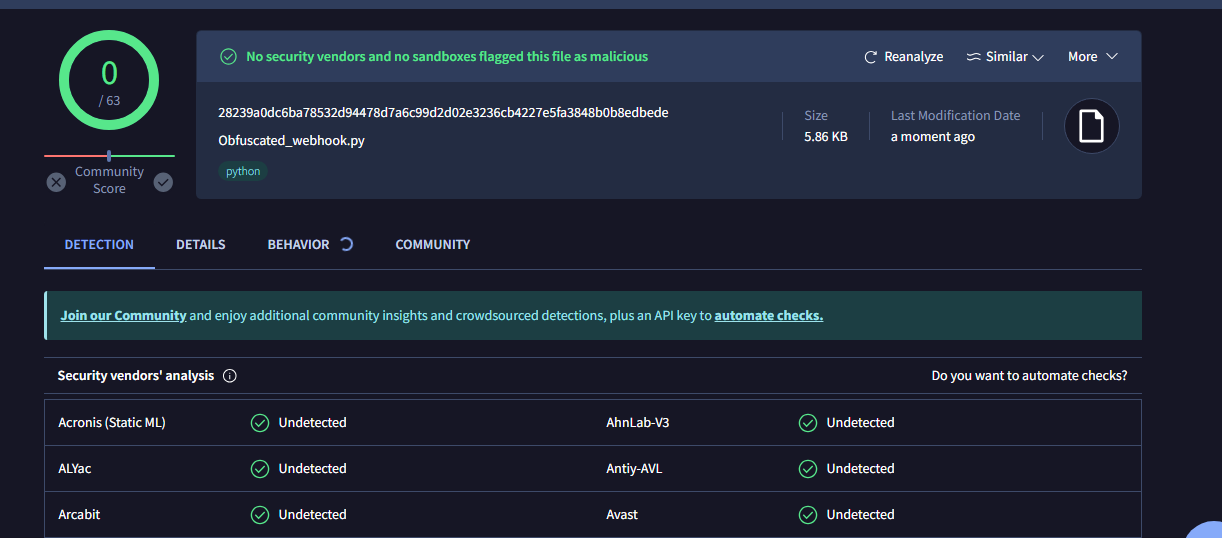 0
/ 63
Community
Score
No security vendors and no sandboxes flagged this file as malicious
Reanalyze
Similar
More
28239a0dc6ba78532d94478d7a6c99d2d02e3236cb4227e5fa3848b0b8edbede
Obfuscated_webhook.py
python
Size
5.86 KB
Last Modification Date
a moment ago
DETECTION DETAILS BEHAVIOR COMMUNITY
Join our Community and enjoy additional community insights and crowdsourced detections, plus an API key to automate checks.
Security vendors' analysis
Do you want to automate checks?
Acronis (Static ML) Undetected AhnLab-V3 Undetected
ALYac Undetected Antiy-AVL Undetected
Arcabit Undetected Avast Undetected